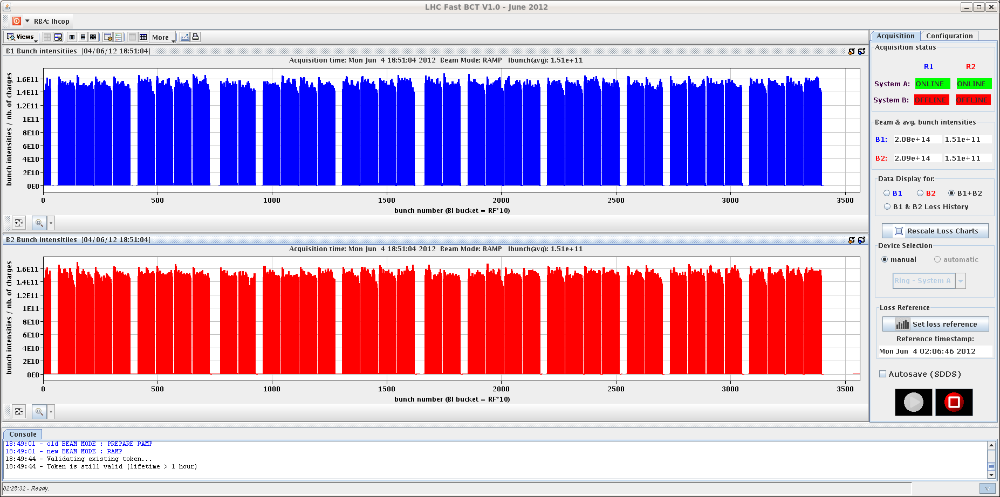 LHC Fast BCT V1.0 - June 2012
RBA: lhcop
Views
More
B1 Bunch intensitiies [04/06/12 18:51:04]
Acquisition time: Mon Jun 4 18:51:04 2012 Beam Mode: RAMP Ibunch(avg): 1.51e+11
bunch intensities / nb. of charges
1.6E11
1.4E11
1.2E11
1E11
8E10
6E10
4E10
2E10
0E0
0 500 1000 1500 2000 2500 3000 3500
bunch number (BI bucket = RF*10)
B2 Bunch intensitiies [04/06/12 18:51:04]
Acquisition time: Mon Jun 4 18:51:04 2012 Beam Mode: RAMP Ibunch(avg): 1.51e+11
bunch intensities / nb. of charges
1.6E11
1.4E11
1.2E11
1E11
8E10
6E10
4E10
2E10
0E0
0 500 1000 1500 2000 2500 3000 3500
bunch number (BI bucket = RF*10)
Acquisition Configuration
Acquisition status
R1 R2
System A: ONLINE ONLINE
System B: OFFLINE OFFLINE
Beam & avg. bunch intensities
B1: 2.08e+14 1.51e+11
B2: 2.09e+14 1.51e+11
Data Display for:
B1 B2 B1+B2
B1 & B2 Loss History
Rescale Loss Charts
Device Selection
manual automatic
Ring - System A
Loss Reference
Set loss reference
Reference timestamp:
Mon Jun 4 02:06:46 2012
Autosave (SDDS)
Console
18:49:01 - old BEAM MODE : PREPARE RAMP
18:49:01 - new BEAM MODE : RAMP
18:49:44 - Validating existing token...
18:49:44 - Token is still valid (lifetime > 1 hour)
02:25:32 - Ready.